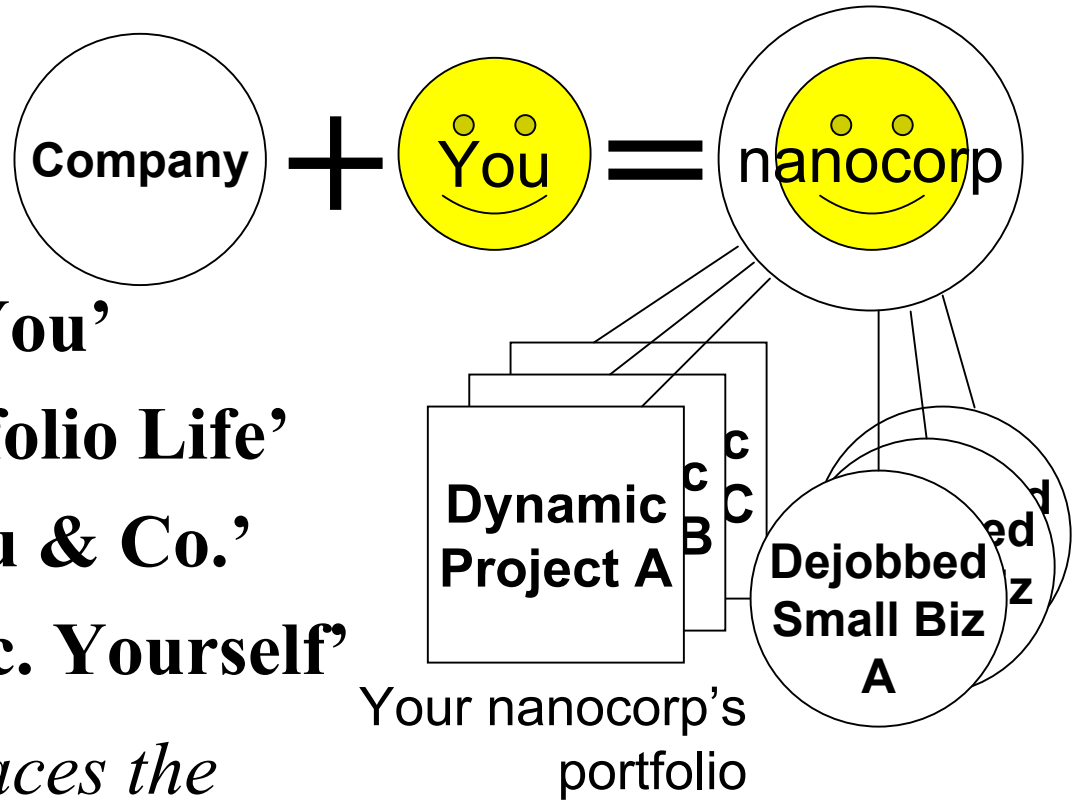 Company + You = nanocorp
You’
folio Life’
u & Co.’
c. Yourself’
aces the
Dynamic
Project A
c
B
c
C
Dejobbed
Small Biz
A
ed
z
d
Your nanocorp’s
portfolio